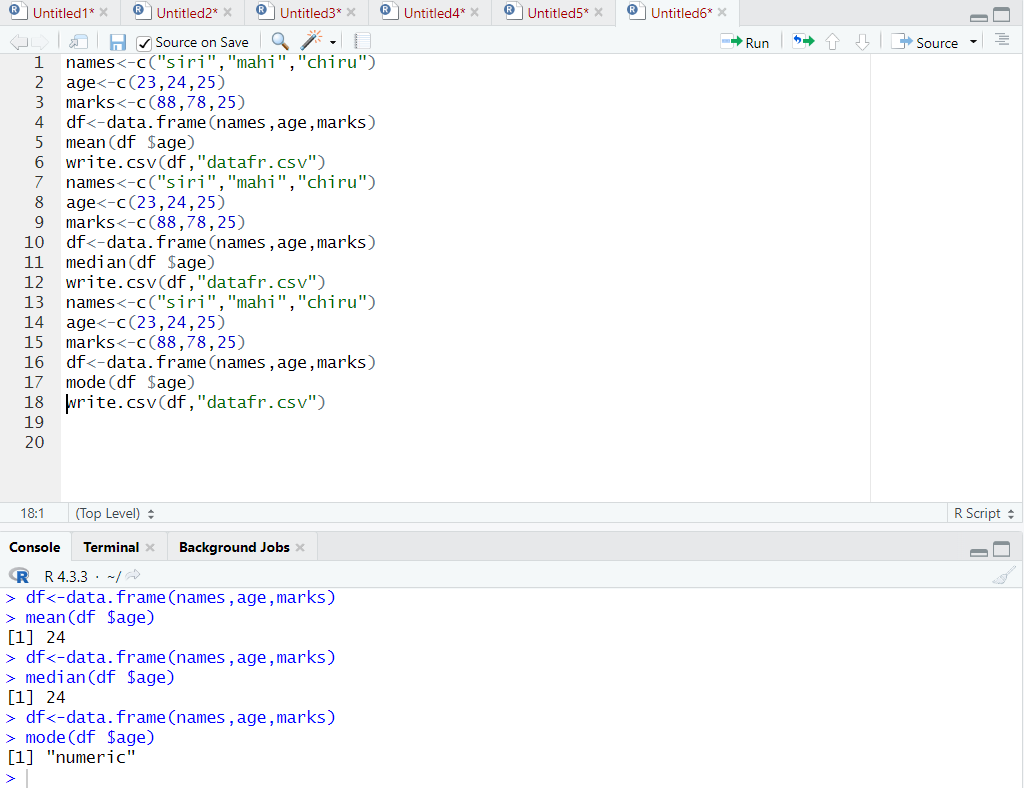 Untitled1* Untitled2* Untitled3* Untitled4* Untitled5* Untitled6*
Source on Save Run Source
1 names<-c("siri","mahi","chiru")
2 age<-c(23,24,25)
3 marks<-c(88,78,25)
4 df<-data.frame(names,age,marks)
5 mean(df $age)
6 write.csv(df,"datafr.csv")
7 names<-c("siri","mahi","chiru")
8 age<-c(23,24,25)
9 marks<-c(88,78,25)
10 df<-data.frame(names,age,marks)
11 median(df $age)
12 write.csv(df,"datafr.csv")
13 names<-c("siri","mahi","chiru")
14 age<-c(23,24,25)
15 marks<-c(88,78,25)
16 df<-data.frame(names,age,marks)
17 mode(df $age)
18 write.csv(df,"datafr.csv")
19
20
18:1 (Top Level) R Script
Console Terminal Background Jobs
R R 4.3.3 · ~/
> df<-data.frame(names,age,marks)
> mean(df $age)
[1] 24
> df<-data.frame(names,age,marks)
> median(df $age)
[1] 24
> df<-data.frame(names,age,marks)
> mode(df $age)
[1] "numeric"
>